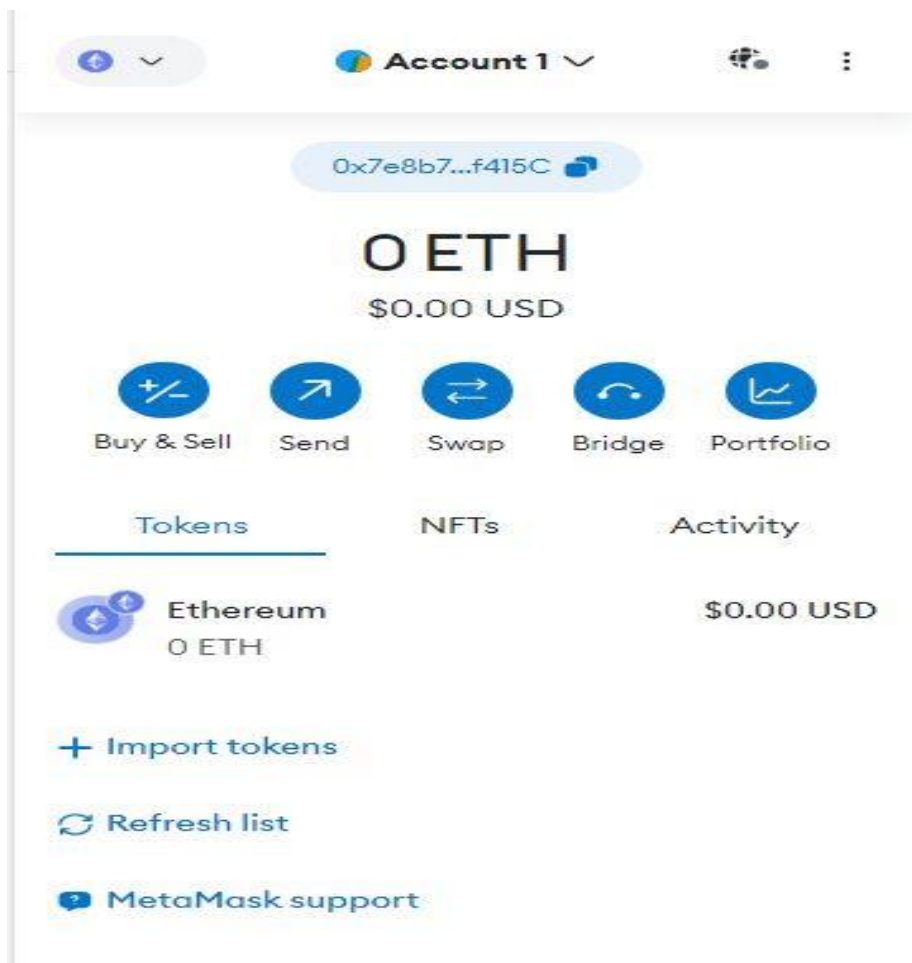 Account 1
0x7e8b7...f415C
0 ETH
$0.00 USD
Buy & Sell Send Swap Bridge Portfolio
Tokens NFTs Activity
Ethereum $0.00 USD
0 ETH
+ Import tokens
Refresh list
MetaMask support